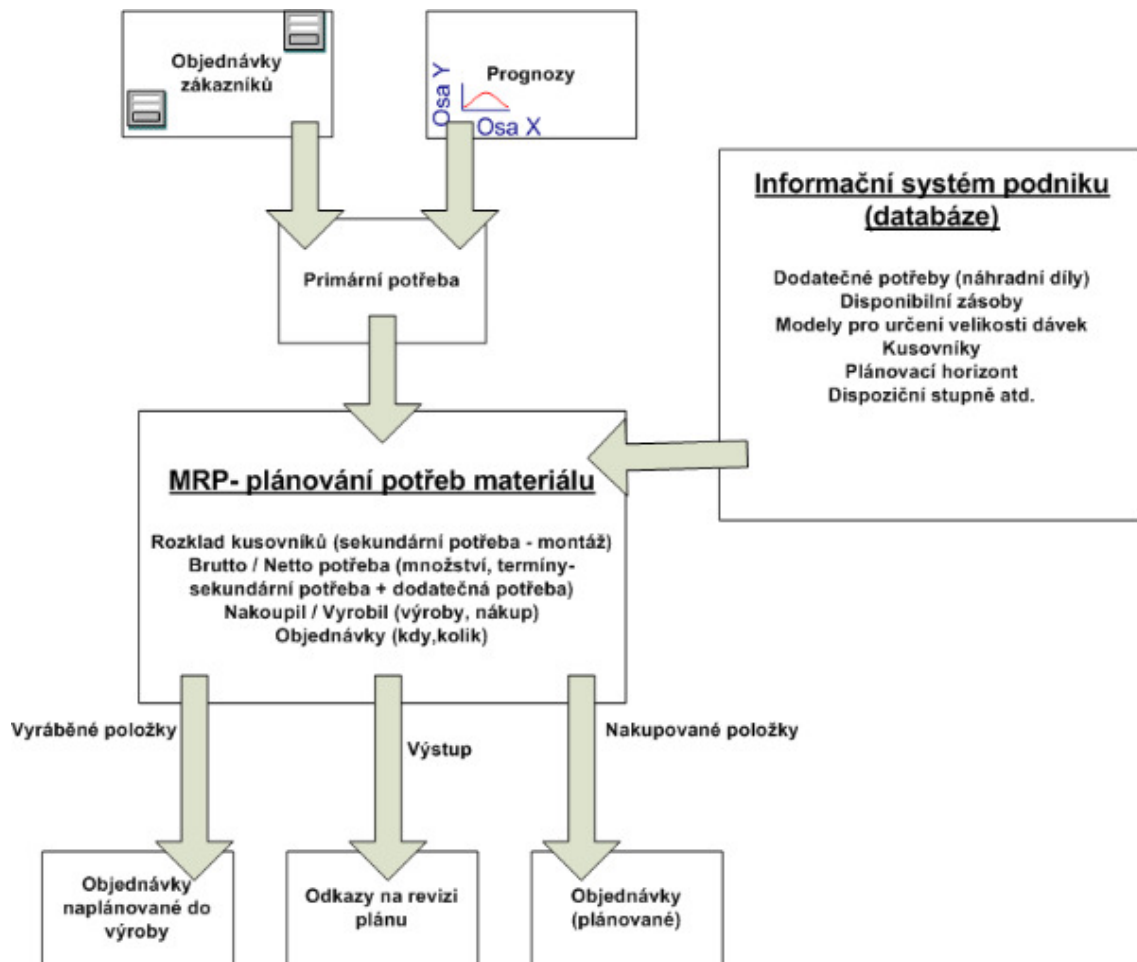 Objednávky
zákazníků
Prognozy
Osa Y
Osa X
Primární potřeba
Informační systém podniku
(databáze)
Dodatečné potřeby (náhradní díly)
Disponibilní zásoby
Modely pro určení velikosti dávek
Kusovníky
Plánovací horizont
Dispoziční stupně atd.
MRP- plánování potřeb materiálu
Rozklad kusovníků (sekundární potřeba - montáž)
Brutto / Netto potřeba (množství, termíny-
sekundární potřeba + dodatečná potřeba)
Nakoupil / Vyrobil (výroby, nákup)
Objednávky (kdy,kolik)
Vyráběné položky
Výstup
Nakupované položky
Objednávky
naplánované do
výroby
Odkazy na revizi
plánu
Objednávky
(plánované)